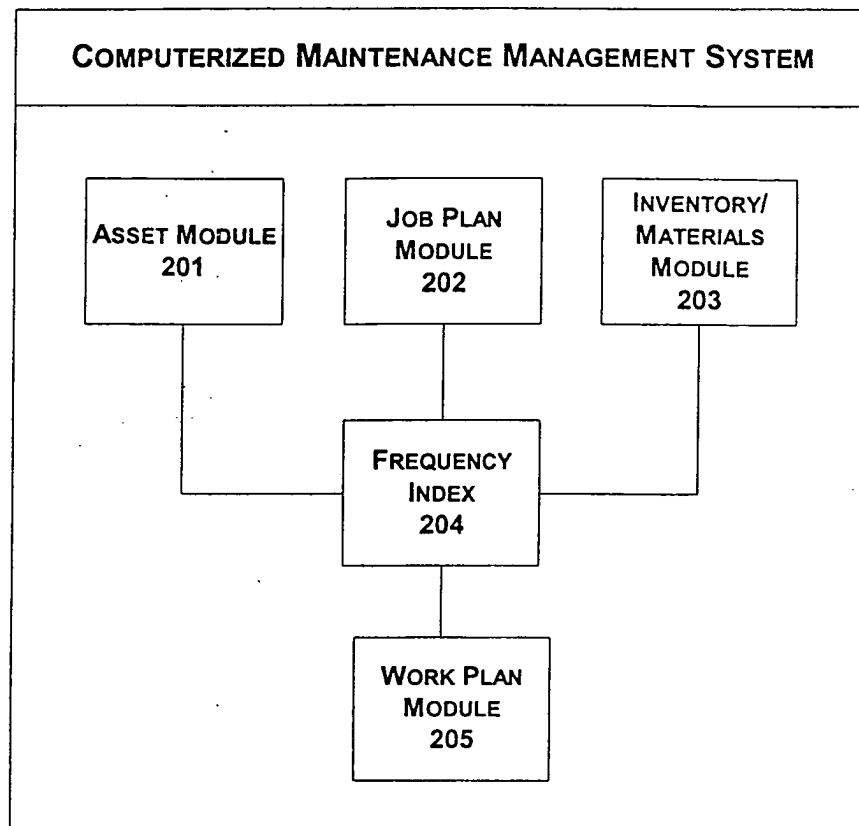 COMPUTERIZED MAINTENANCE MANAGEMENT SYSTEM
ASSET MODULE
201
JOB PLAN
MODULE
202
INVENTORY/
MATERIALS
MODULE
203
FREQUENCY
INDEX
204
WORK PLAN
MODULE
205